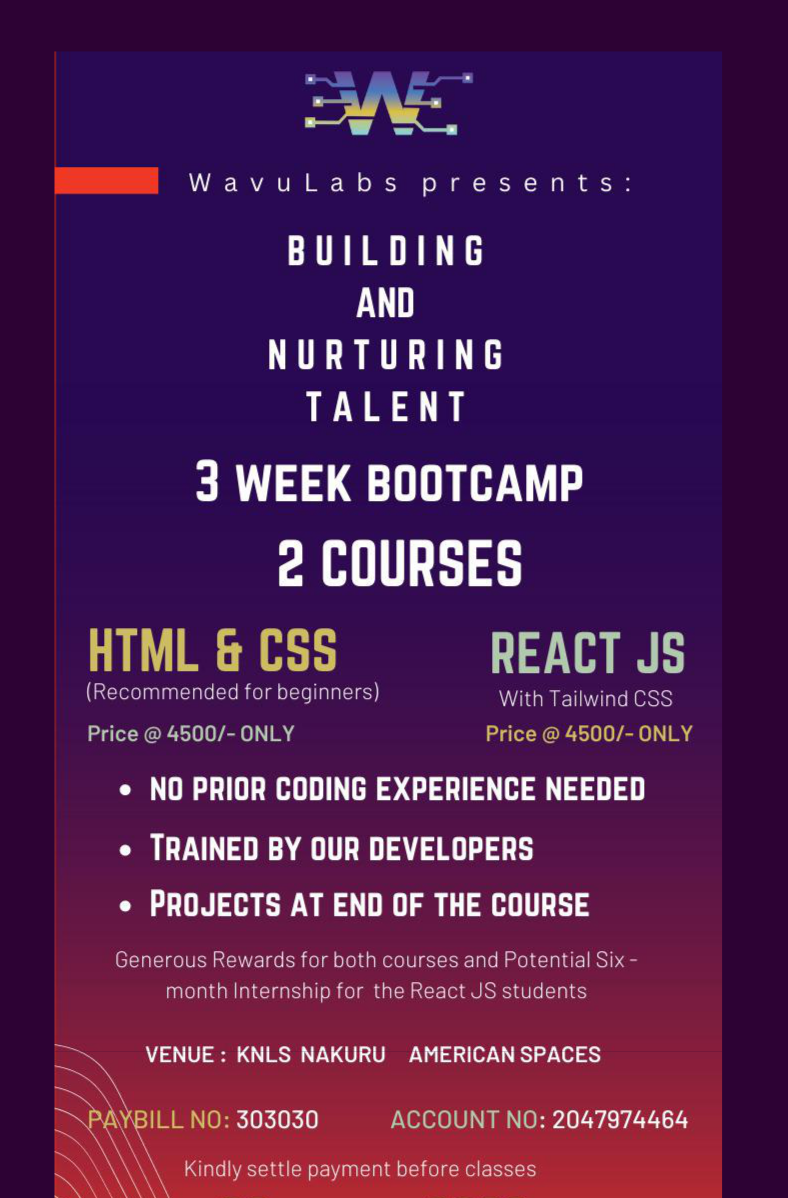 W
WavuLabs presents:
BUILDING
AND
NURTURING
TALENT
3 WEEK BOOTCAMP
2 COURSES
HTML & CSS
(Recommended for beginners)
Price @ 4500/- ONLY
REACT JS
With Tailwind CSS
Price @ 4500/- ONLY
• NO PRIOR CODING EXPERIENCE NEEDED
• TRAINED BY OUR DEVELOPERS
• PROJECTS AT END OF THE COURSE
Generous Rewards for both courses and Potential Six -
month Internship for the React JS students
VENUE : KNLS NAKURU AMERICAN SPACES
PAYBILL NO: 303030 ACCOUNT NO: 2047974464
Kindly settle payment before classes